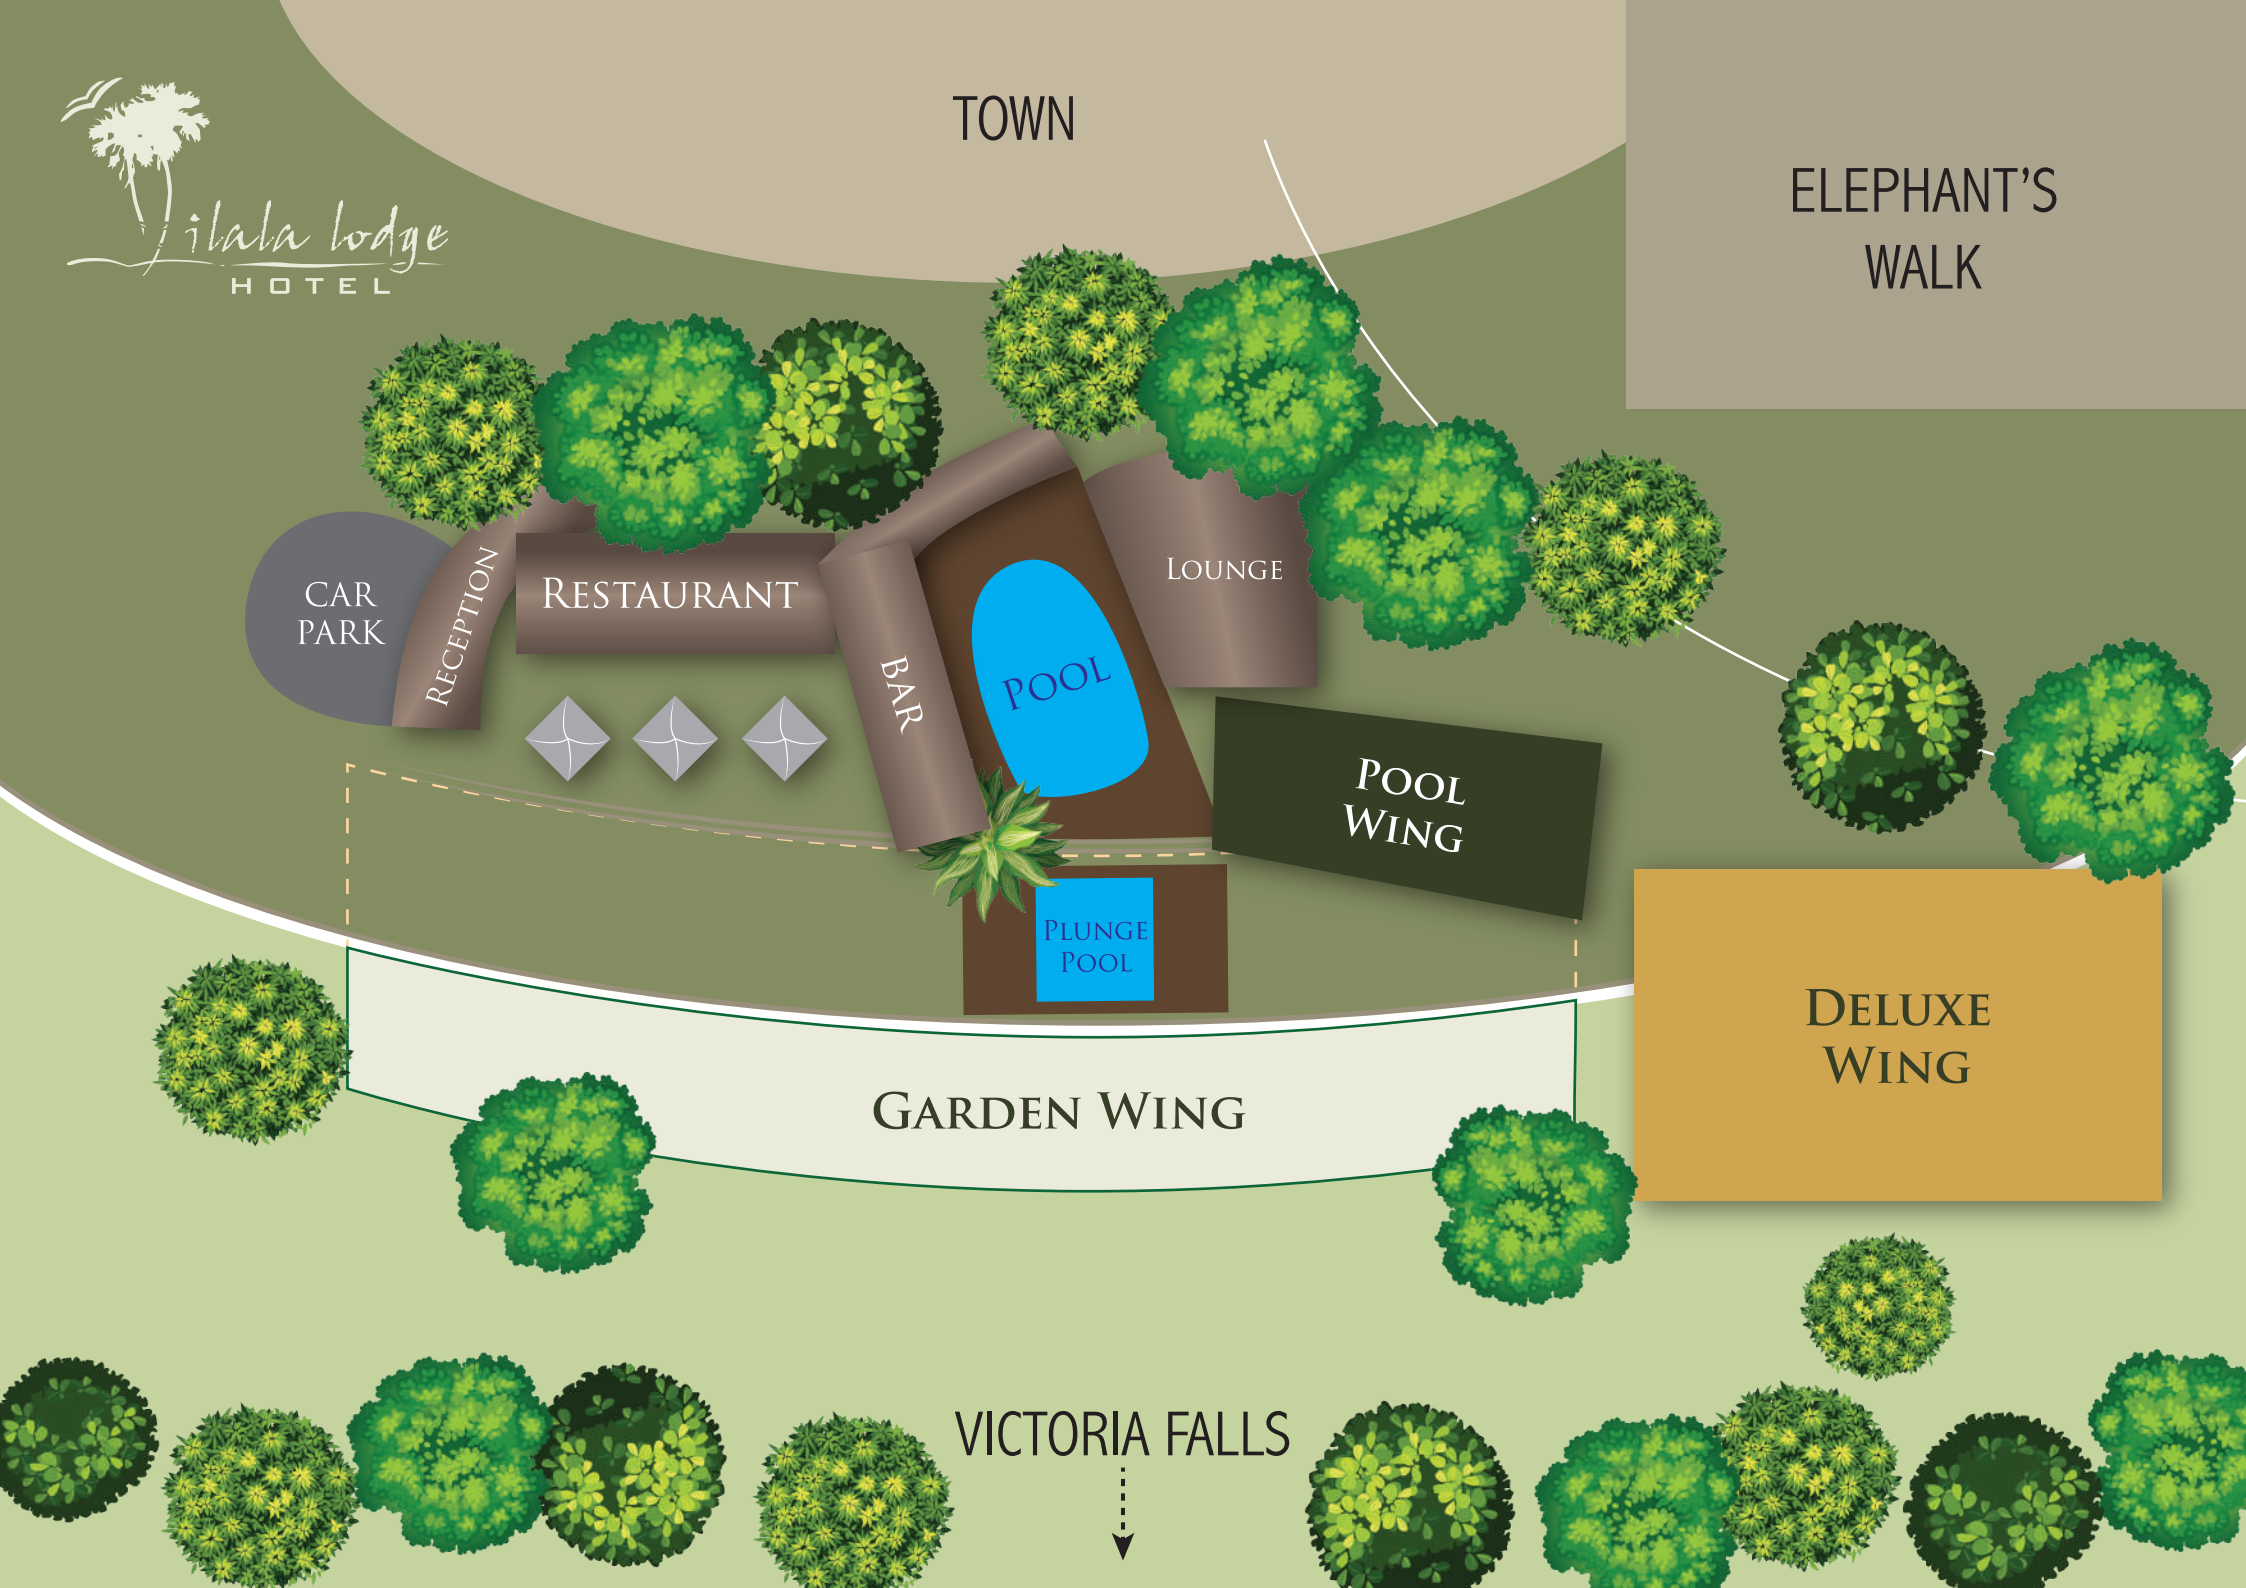 TOWN
ELEPHANT'S
WALK
ilala lodge
HOTEL
CAR
PARK
RECEPTION
RESTAURANT
BAR
POOL
LOUNGE
POOL
WING
PLUNGE
POOL
DELUXE
WING
GARDEN WING
VICTORIA FALLS